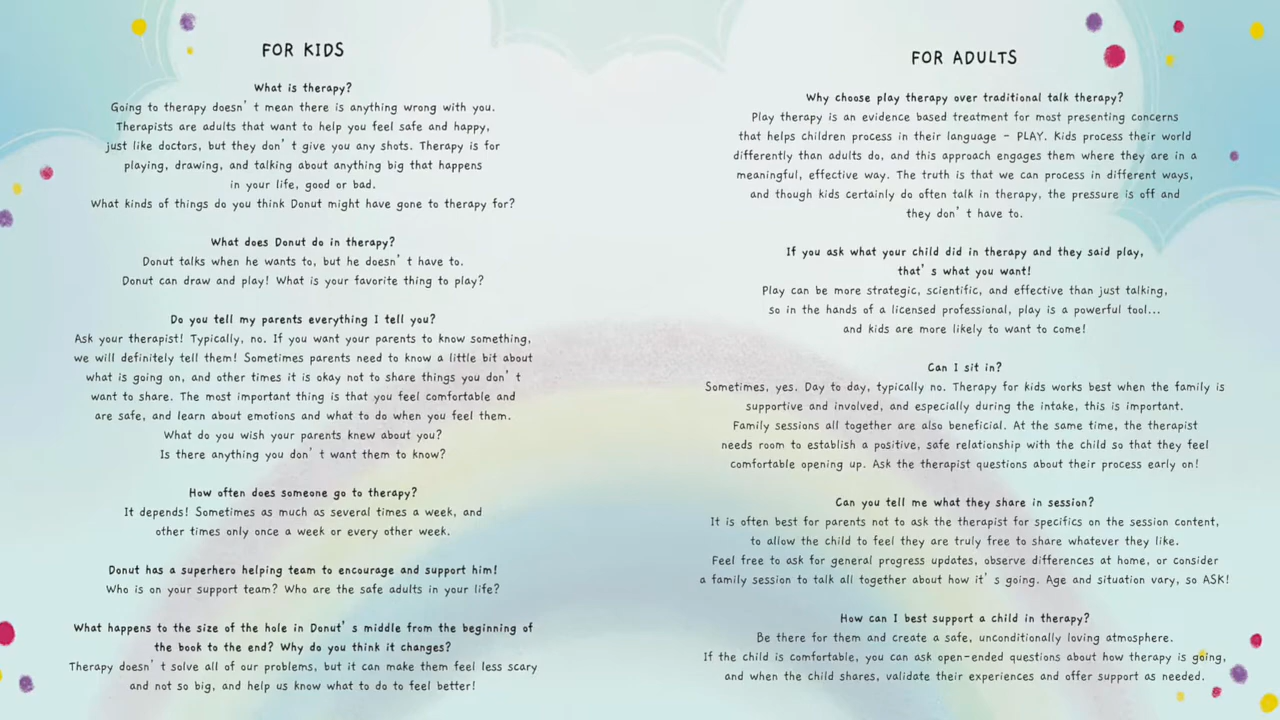 FOR KIDS
What is therapy?
Going to therapy doesn't mean there is anything wrong with you.
Therapists are adults that want to help you feel safe and happy,
just like doctors, but they don't give you any shots. Therapy is for
playing, drawing, and talking about anything big that happens
in your life, good or bad.
What kinds of things do you think Donut might have gone to therapy for?
What does Donut do in therapy?
Donut talks when he wants to, but he doesn't have to.
Donut can draw and play! What is your favorite thing to play?
Do you tell my parents everything I tell you?
Ask your therapist! Typically, no. If you want your parents to know something,
we will definitely tell them! Sometimes parents need to know a little bit about
what is going on, and other times it is okay not to share things you don't
want to share. The most important thing is that you feel comfortable and
are safe, and learn about emotions and what to do when you feel them.
What do you wish your parents knew about you?
Is there anything you don't want them to know?
How often does someone go to therapy?
It depends! Sometimes as much as several times a week, and
other times only once a week or every other week.
Donut has a superhero helping team to encourage and support him!
Who is on your support team? Who are the safe adults in your life?
What happens to the size of the hole in Donut's middle from the beginning of
the book to the end? Why do you think it changes?
Therapy doesn't solve all of our problems, but it can make them feel less scary
and not so big, and help us know what to do to feel better!
FOR ADULTS
Why choose play therapy over traditional talk therapy?
Play therapy is an evidence based treatment for most presenting concerns
that helps children process in their language - PLAY. Kids process their world
differently than adults do, and this approach engages them where they are in a
meaningful, effective way. The truth is that we can process in different ways,
and though kids certainly do often talk in therapy, the pressure is off and
they don't have to.
If you ask what your child did in therapy and they said play,
that's what you want!
Play can be more strategic, scientific, and effective than just talking,
so in the hands of a licensed professional, play is a powerful tool...
and kids are more likely to want to come!
Can I sit in?
Sometimes, yes. Day to day, typically no. Therapy for kids works best when the family is
supportive and involved, and especially during the intake, this is important.
Family sessions all together are also beneficial. At the same time, the therapist
needs room to establish a positive, safe relationship with the child so that they feel
comfortable opening up. Ask the therapist questions about their process early on!
Can you tell me what they share in session?
It is often best for parents not to ask the therapist for specifics on the session content,
to allow the child to feel they are truly free to share whatever they like.
Feel free to ask for general progress updates, observe differences at home, or consider
a family session to talk all together about how it's going. Age and situation vary, so ASK!
How can I best support a child in therapy?
Be there for them and create a safe, unconditionally loving atmosphere.
If the child is comfortable, you can ask open-ended questions about how therapy is going,
and when the child shares, validate their experiences and offer support as needed.